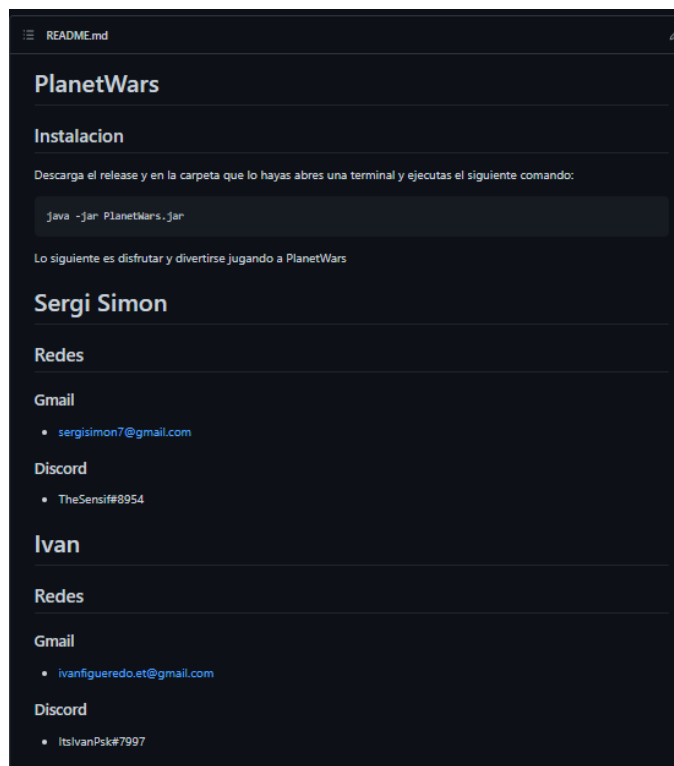 README.md
PlanetWars
Instalacion
Descarga el release y en la carpeta que lo hayas abres una terminal y ejecutas el siguiente comando:
java -jar PlanetWars.jar
Lo siguiente es disfrutar y divertirse jugando a PlanetWars
Sergi Simon
Redes
Gmail
sergisimon7@gmail.com
Discord
TheSensif#8954
Ivan
Redes
Gmail
ivanfigueredo.et@gmail.com
Discord
ItsIvanPsk#7997